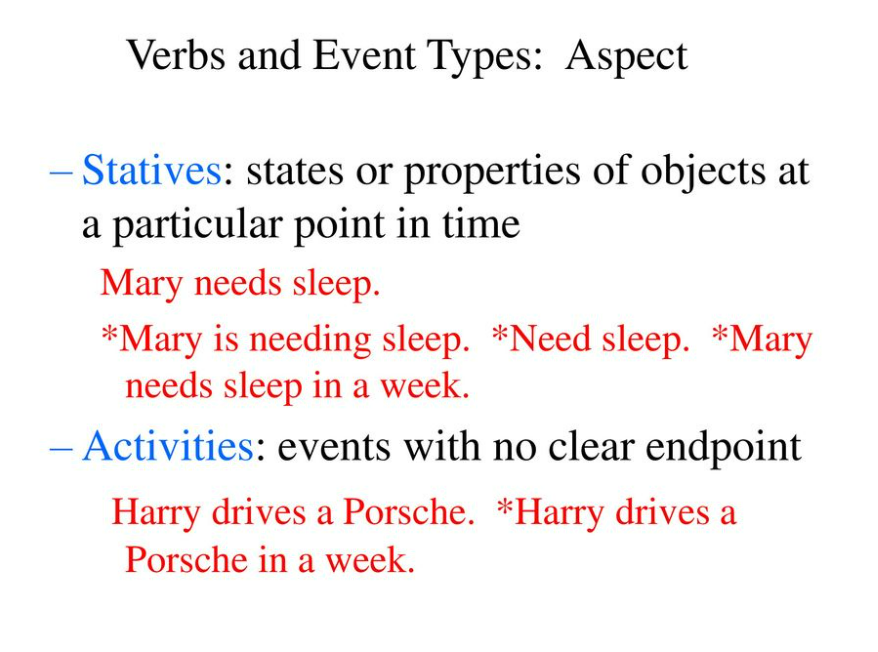 Verbs and Event Types: Aspect
– Statives: states or properties of objects at
a particular point in time
Mary needs sleep.
*Mary is needing sleep. *Need sleep. *Mary
needs sleep in a week.
– Activities: events with no clear endpoint
Harry drives a Porsche. *Harry drives a
Porsche in a week.